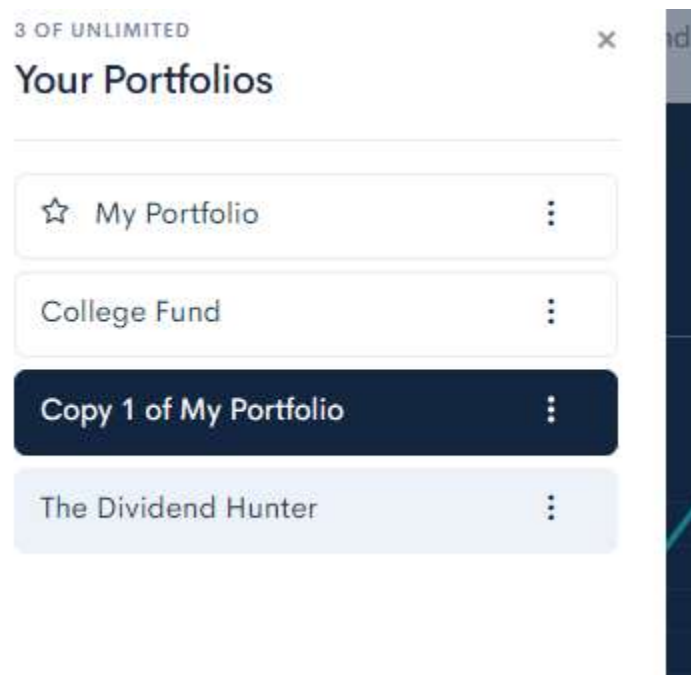 3 OF UNLIMITED
Your Portfolios
My Portfolio
College Fund
Copy 1 of My Portfolio
The Dividend Hunter